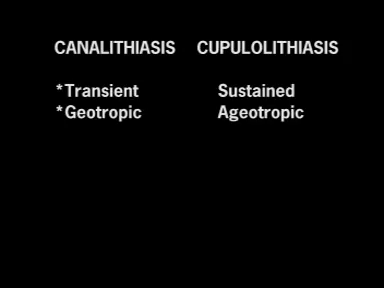 CANALITHIASIS CUPULOLITHIASIS
*Transient Sustained
*Geotropic Ageotropic